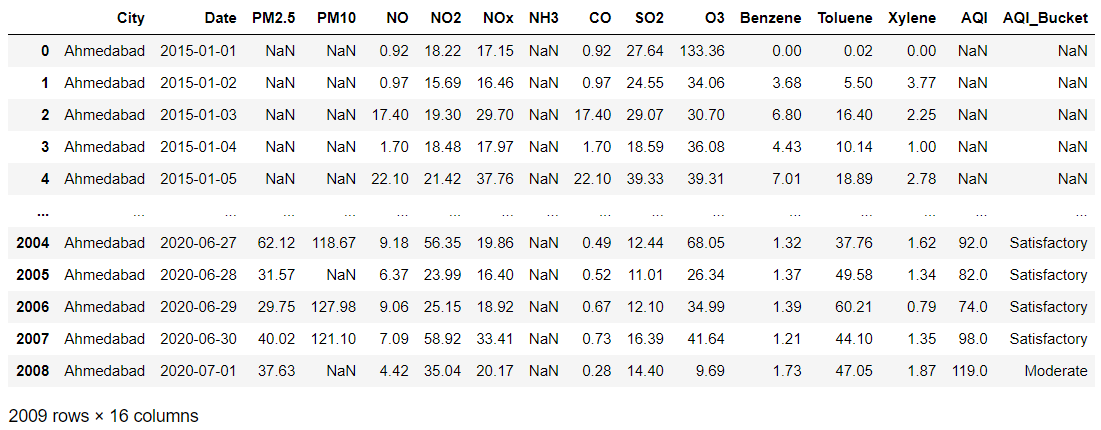 City Date PM2.5 PM10 NO NO2 NOx NH3 CO SO2 O3 Benzene Toluene Xylene AQI AQI_Bucket
0 Ahmedabad 2015-01-01 NaN NaN 0.92 18.22 17.15 NaN 0.92 27.64 133.36 0.00 0.02 0.00 NaN NaN
1 Ahmedabad 2015-01-02 NaN NaN 0.97 15.69 16.46 NaN 0.97 24.55 34.06 3.68 5.50 3.77 NaN NaN
2 Ahmedabad 2015-01-03 NaN NaN 17.40 19.30 29.70 NaN 17.40 29.07 30.70 6.80 16.40 2.25 NaN NaN
3 Ahmedabad 2015-01-04 NaN NaN 1.70 18.48 17.97 NaN 1.70 18.59 36.08 4.43 10.14 1.00 NaN NaN
4 Ahmedabad 2015-01-05 NaN NaN 22.10 21.42 37.76 NaN 22.10 39.33 39.31 7.01 18.89 2.78 NaN NaN
... ... ... ... ... ... ... ... ... ... ... ... ... ... ... ... ...
2004 Ahmedabad 2020-06-27 62.12 118.67 9.18 56.35 19.86 NaN 0.49 12.44 68.05 1.32 37.76 1.62 92.0 Satisfactory
2005 Ahmedabad 2020-06-28 31.57 NaN 6.37 23.99 16.40 NaN 0.52 11.01 26.34 1.37 49.58 1.34 82.0 Satisfactory
2006 Ahmedabad 2020-06-29 29.75 127.98 9.06 25.15 18.92 NaN 0.67 12.10 34.99 1.39 60.21 0.79 74.0 Satisfactory
2007 Ahmedabad 2020-06-30 40.02 121.10 7.09 58.92 33.41 NaN 0.73 16.39 41.64 1.21 44.10 1.35 98.0 Satisfactory
2008 Ahmedabad 2020-07-01 37.63 NaN 4.42 35.04 20.17 NaN 0.28 14.40 9.69 1.73 47.05 1.87 119.0 Moderate
2009 rows × 16 columns